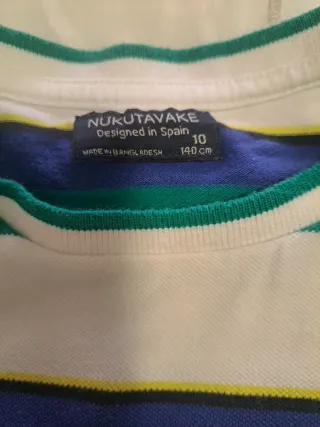 NUKUTAVAKE
Designed in Spain
10
MADE IN BANGLADESH 140 cm